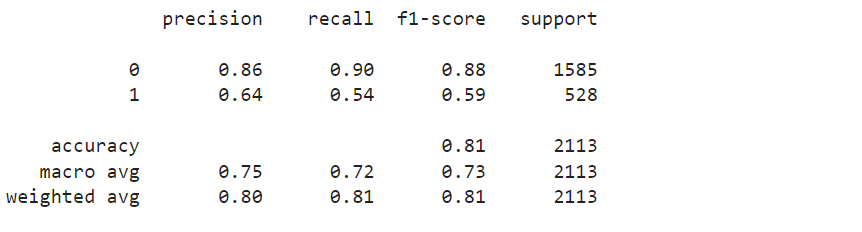 precision recall f1-score support
0 0.86 0.90 0.88 1585
1 0.64 0.54 0.59 528
accuracy 0.81 2113
macro avg 0.75 0.72 0.73 2113
weighted avg 0.80 0.81 0.81 2113